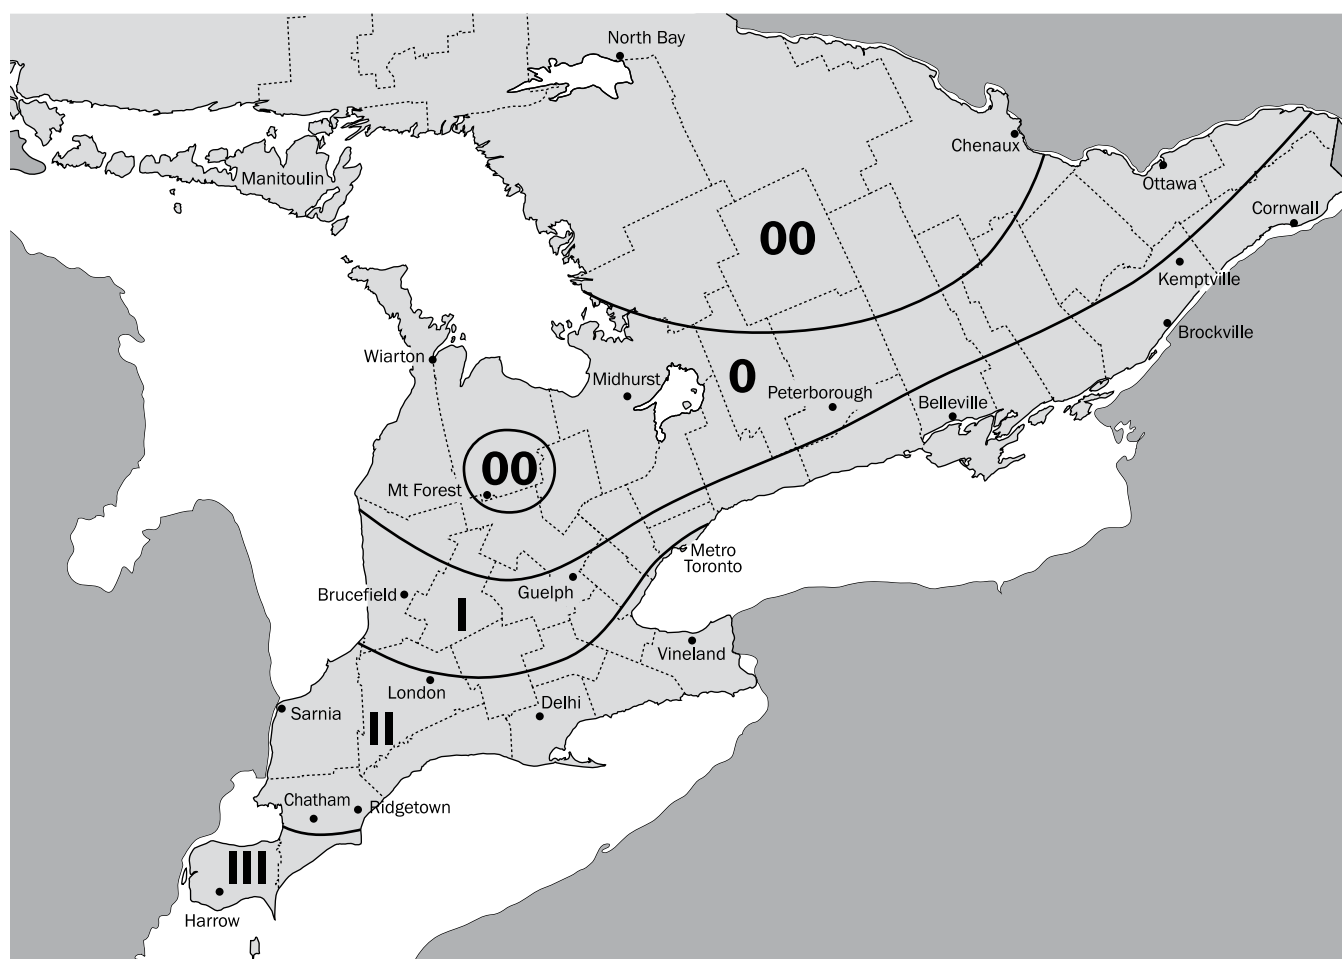 North Bay
Chenaux
Manitoulin
Ottawa
Cornwall
00
Kemptville
Brockville
Wiarton
Midhurst
0
Peterborough
Belleville
00
Mt Forest
Metro
Toronto
Brucefield
Guelph
I
Vineland
London
Delhi
Sarnia
II
Chatham
Ridgetown
III
Harrow